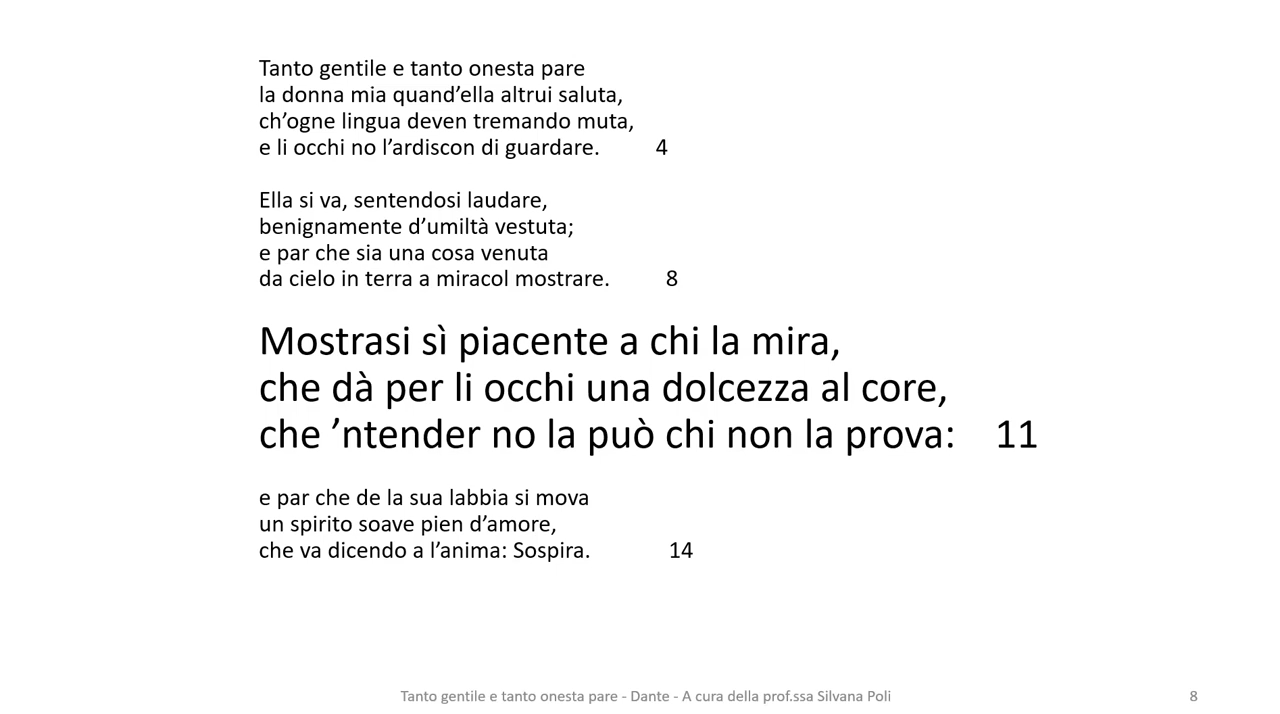 Tanto gentile e tanto onesta pare
la donna mia quand’ella altrui saluta,
ch’ogne lingua deven tremando muta,
e li occhi no l’ardiscon di guardare. 4
Ella si va, sentendosi laudare,
benignamente d’umiltà vestuta;
e par che sia una cosa venuta
da cielo in terra a miracol mostrare. 8
Mostrasi sì piacente a chi la mira,
che dà per li occhi una dolcezza al core,
che ’ntender no la può chi non la prova: 11
e par che de la sua labbia si mova
un spirito soave pien d’amore,
che va dicendo a l’anima: Sospira. 14
Tanto gentile e tanto onesta pare - Dante - A cura della prof.ssa Silvana Poli 8